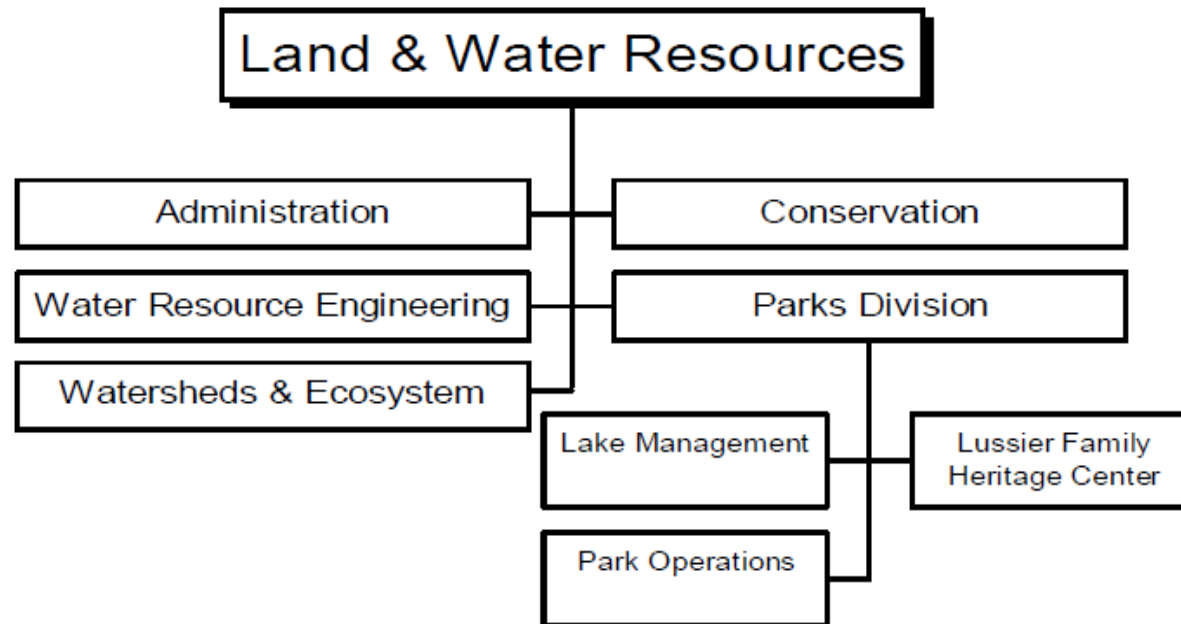 Land & Water Resources
Administration
Conservation
Water Resource Engineering
Parks Division
Watersheds & Ecosystem
Lake Management
Lussier Family
Heritage Center
Park Operations